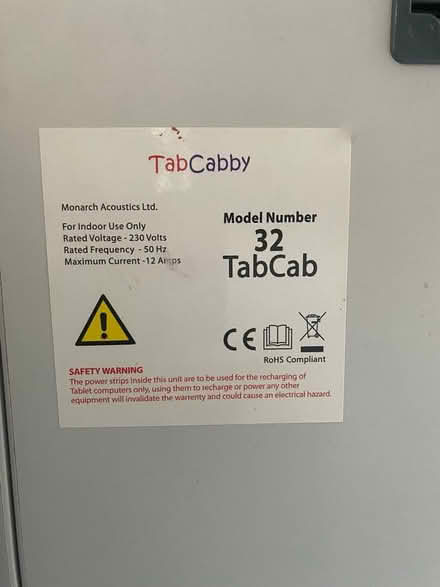 TabCabby
Monarch Acoustics Ltd.
For Indoor Use Only
Rated Voltage - 230 Volts
Rated Frequency - 50 Hz
Maximum Current -12 Amps
Model Number
32
TabCab
CE
RoHS Compliant
SAFETY WARNING
The power strips inside this unit are to be used for the recharging of
Tablet computers only, using them to recharge or power any other
equipment will invalidate the warrenty and could cause an electrical hazard.